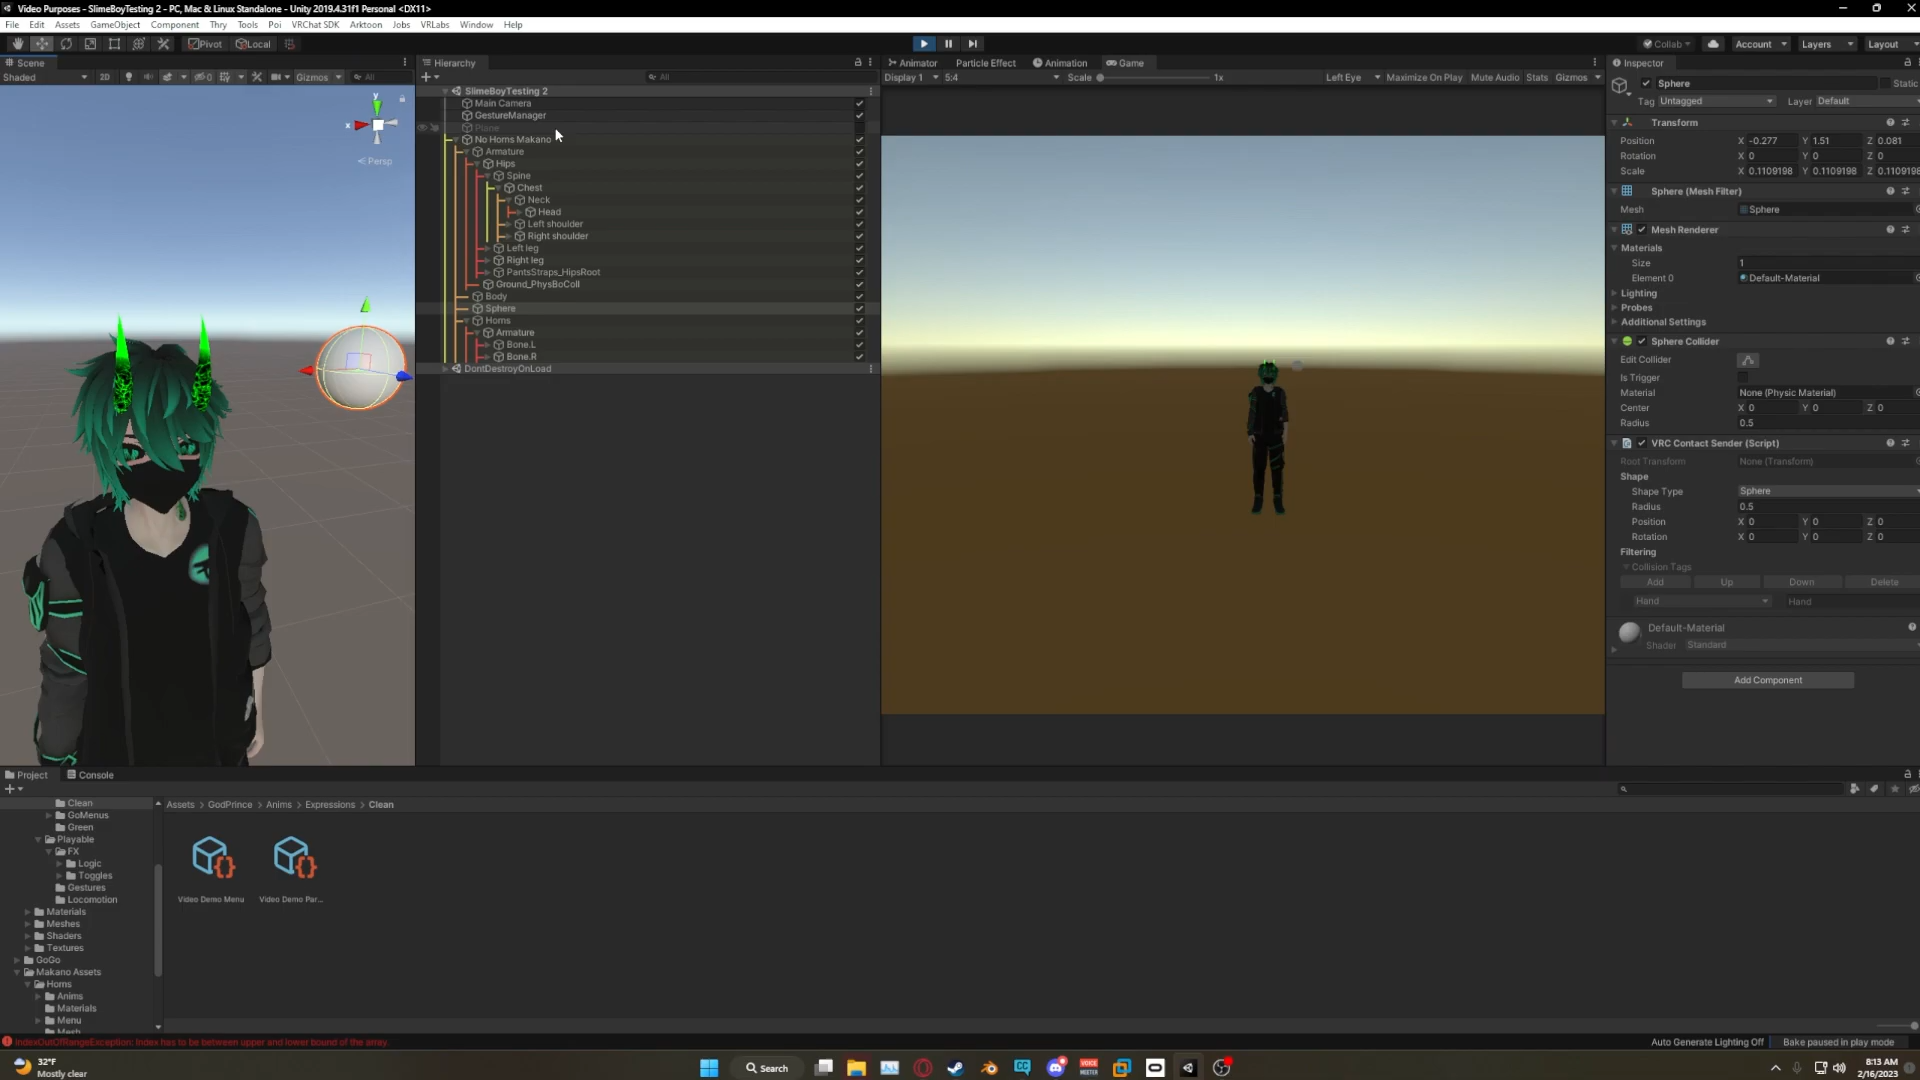 Video Purposes - SlimeBoyTesting 2 - PC, Mac & Linux Standalone - Unity 2019.4.31f1 Personal <DX11>
File Edit Assets GameObject Component Thry Tools Poi VRChat SDK Arktoon Jobs VRLabs Window Help
Pivot Local Collab Account Layers Layout
Scene
Shaded 2D Gizmos All
y
x
Persp
Hierarchy
All
SlimeBoyTesting 2
Main Camera
GestureManager
Plane
No Horns Makano
Armature
Hips
Spine
Chest
Neck
Head
Left shoulder
Right shoulder
Left leg
Right leg
PantsStraps_HipsRoot
Ground_PhysBoColl
Body
Sphere
Horns
Armature
Bone.L
Bone.R
DontDestroyOnLoad
Animator Particle Effect Animation Game
Display 1 5:4 Scale 1x Left Eye Maximize On Play Mute Audio Stats Gizmos
Inspector
Sphere Static
Tag Untagged Layer Default
Transform
Position X -0.277 Y 1.51 Z 0.081
Rotation X 0 Y 0 Z 0
Scale X 0.1109198 Y 0.1109198 Z 0.1109198
Sphere (Mesh Filter)
Mesh Sphere
Mesh Renderer
Materials
Size 1
Element 0 Default-Material
Lighting
Probes
Additional Settings
Sphere Collider
Edit Collider
Is Trigger
Material None (Physic Material)
Center X 0 Y 0 Z 0
Radius 0.5
VRC Contact Sender (Script)
Root Transform None (Transform)
Shape
Shape Type Sphere
Radius 0.5
Position X 0 Y 0 Z 0
Rotation X 0 Y 0 Z 0
Filtering
Collision Tags
Add Up Down Delete
Hand Hand
Default-Material
Shader Standard
Add Component
Project Console
Clean
GoMenus
Green
Playable
FX
Logic
Toggles
Gestures
Locomotion
Materials
Meshes
Shaders
Textures
GoGo
Makano Assets
Horns
Anims
Materials
Menu
Mesh
Assets > GodPrince > Anims > Expressions > Clean
Video Demo Menu Video Demo Par...
IndexOutOfRangeException: Index has to be between upper and lower bound of the array.
Auto Generate Lighting Off Bake paused in play mode
32°F
Mostly clear
Search
8:13 AM
2/16/2023